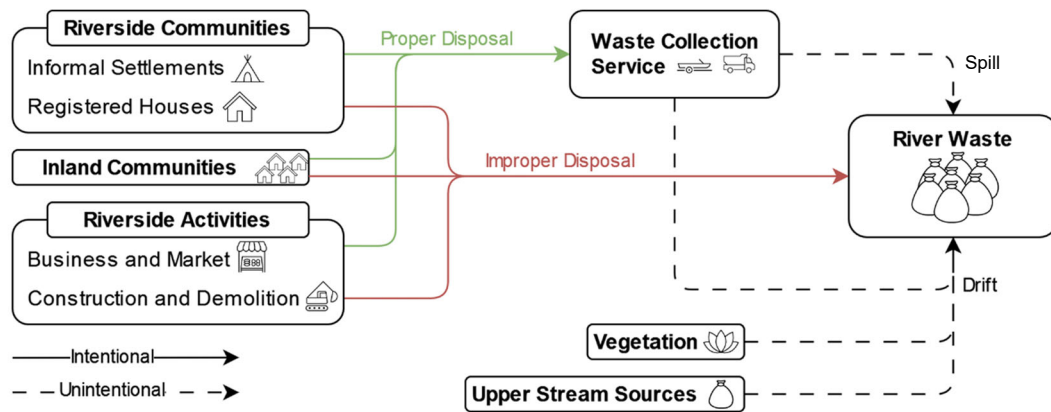 Riverside Communities
Informal Settlements
Registered Houses
Inland Communities
Riverside Activities
Business and Market
Construction and Demolition
Intentional
Unintentional
Proper Disposal
Improper Disposal
Waste Collection
Service
Spill
River Waste
Drift
Vegetation
Upper Stream Sources